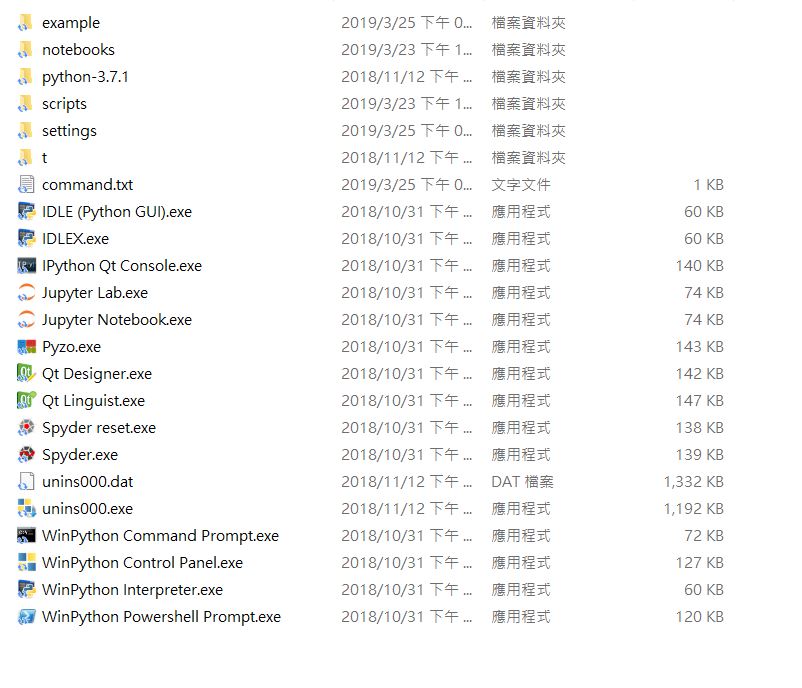 example 2019/3/25 下午 0... 檔案資料夾
notebooks 2019/3/23 下午 1... 檔案資料夾
python-3.7.1 2018/11/12 下午 ... 檔案資料夾
scripts 2019/3/23 下午 1... 檔案資料夾
settings 2019/3/25 下午 0... 檔案資料夾
t 2018/11/12 下午 ... 檔案資料夾
command.txt 2019/3/25 下午 0... 文字文件 1 KB
IDLE (Python GUI).exe 2018/10/31 下午 ... 應用程式 60 KB
IDLEX.exe 2018/10/31 下午 ... 應用程式 60 KB
IPython Qt Console.exe 2018/10/31 下午 ... 應用程式 140 KB
Jupyter Lab.exe 2018/10/31 下午 ... 應用程式 74 KB
Jupyter Notebook.exe 2018/10/31 下午 ... 應用程式 74 KB
Pyzo.exe 2018/10/31 下午 ... 應用程式 143 KB
Qt Designer.exe 2018/10/31 下午 ... 應用程式 142 KB
Qt Linguist.exe 2018/10/31 下午 ... 應用程式 147 KB
Spyder reset.exe 2018/10/31 下午 ... 應用程式 138 KB
Spyder.exe 2018/10/31 下午 ... 應用程式 139 KB
unins000.dat 2018/11/12 下午 ... DAT 檔案 1,332 KB
unins000.exe 2018/11/12 下午 ... 應用程式 1,192 KB
WinPython Command Prompt.exe 2018/10/31 下午 ... 應用程式 72 KB
WinPython Control Panel.exe 2018/10/31 下午 ... 應用程式 127 KB
WinPython Interpreter.exe 2018/10/31 下午 ... 應用程式 60 KB
WinPython Powershell Prompt.exe 2018/10/31 下午 ... 應用程式 120 KB